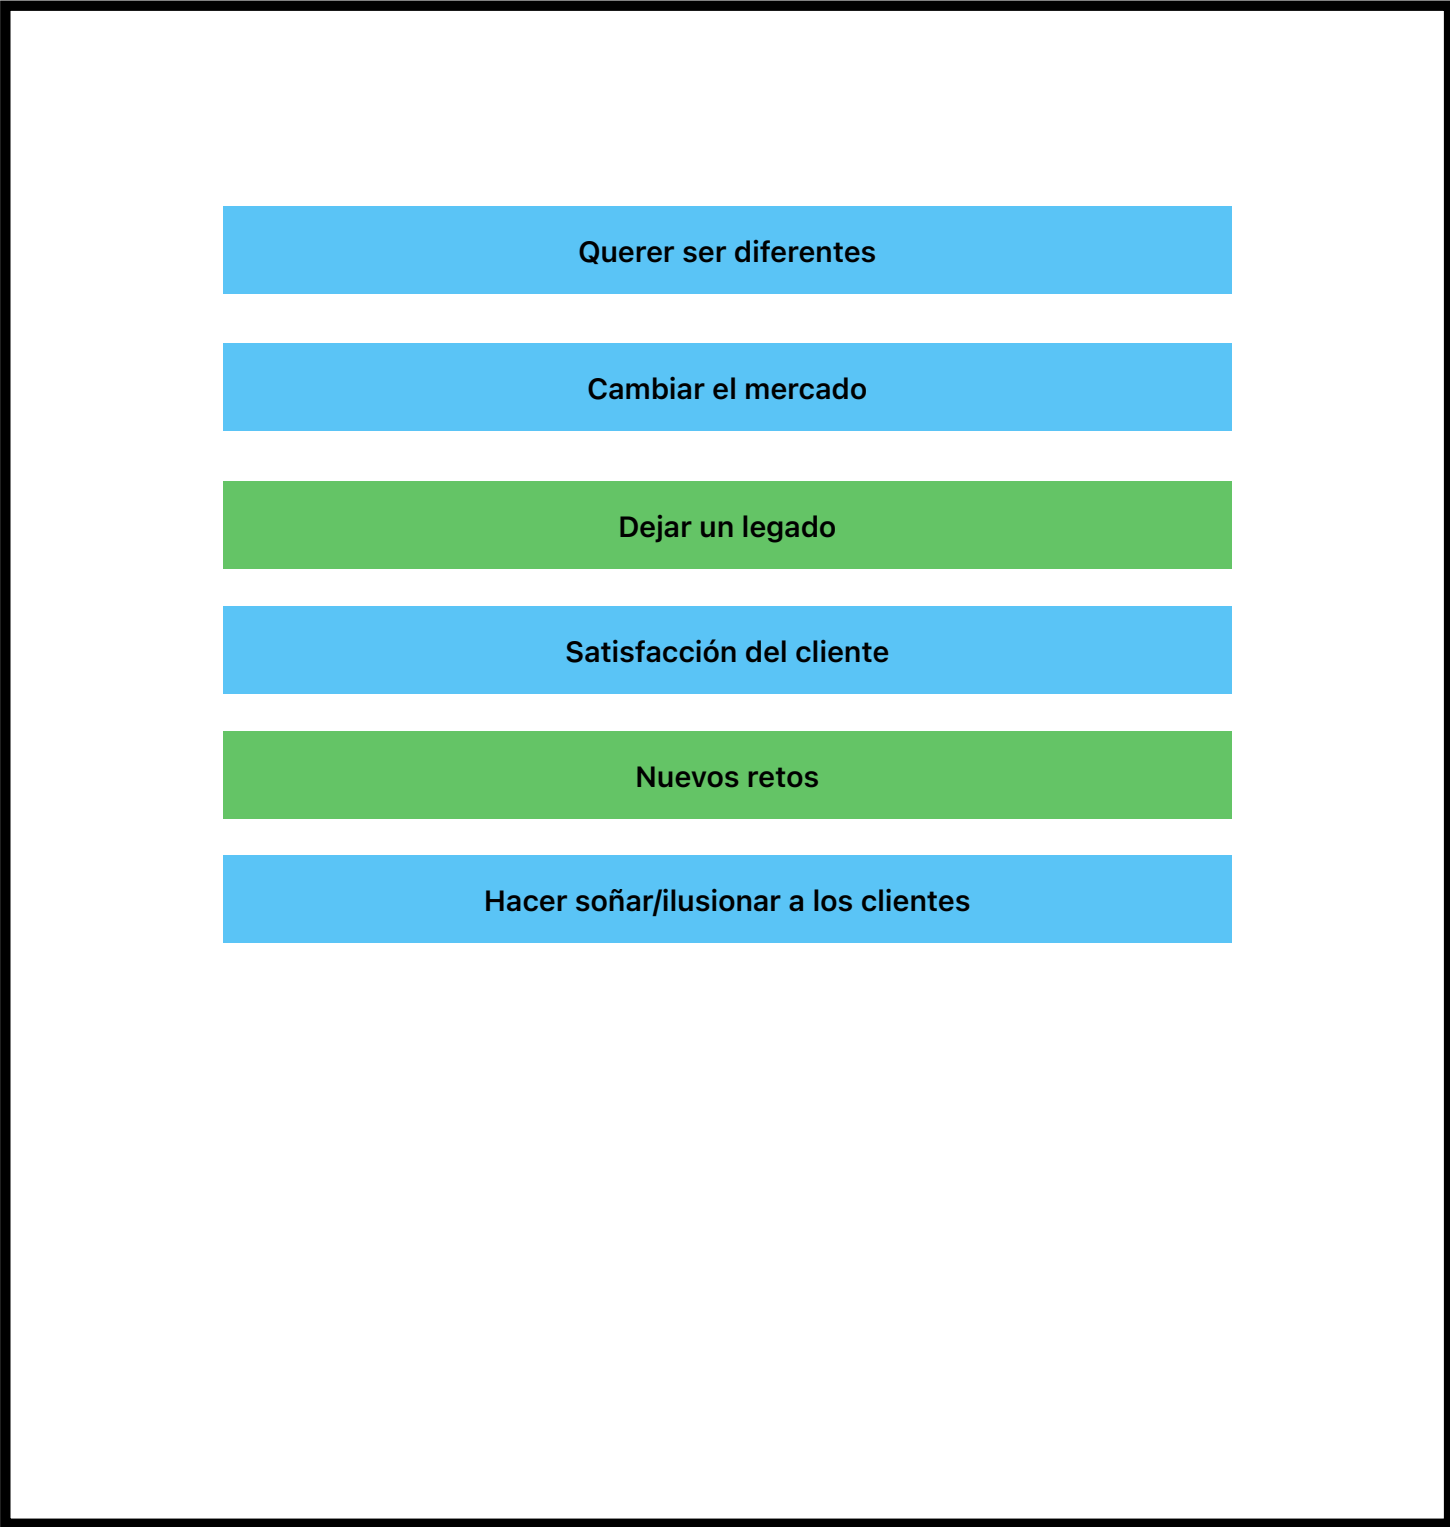 Querer ser diferentes
Cambiar el mercado
Dejar un legado
Satisfacción del cliente
Nuevos retos
Hacer soñar/ilusionar a los clientes